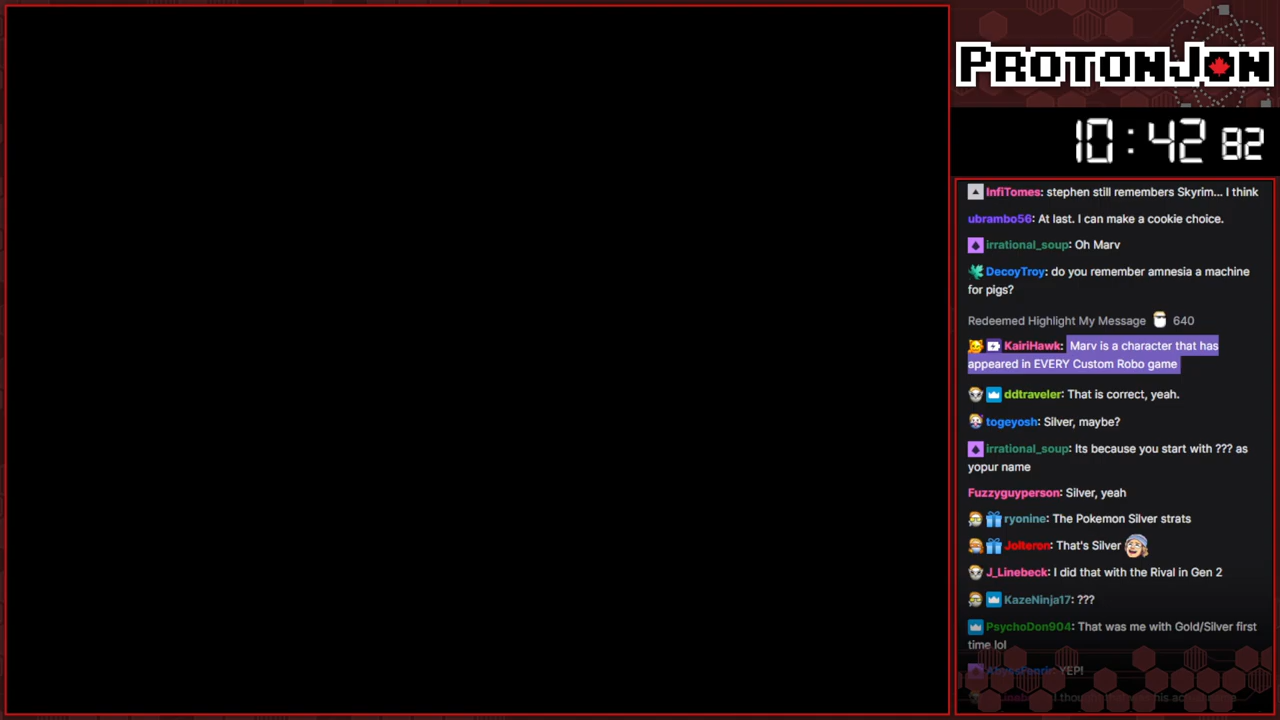 PROTONJON
10:42 82
InfiTomes: stephen still remembers Skyrim... I think
ubrambo56: At last. I can make a cookie choice.
irrational_soup: Oh Marv
DecoyTroy: do you remember amnesia a machine
for pigs?
Redeemed Highlight My Message 640
KairiHawk: Marv is a character that has
appeared in EVERY Custom Robo game
ddtraveler: That is correct, yeah.
togeyosh: Silver, maybe?
irrational_soup: Its because you start with ??? as
yopur name
Fuzzyguyperson: Silver, yeah
ryonine: The Pokemon Silver strats
Jolteron: That's Silver
J_Linebeck: I did that with the Rival in Gen 2
KazeNinja17: ???
PsychoDon904: That was me with Gold/Silver first
time lol
YEP!